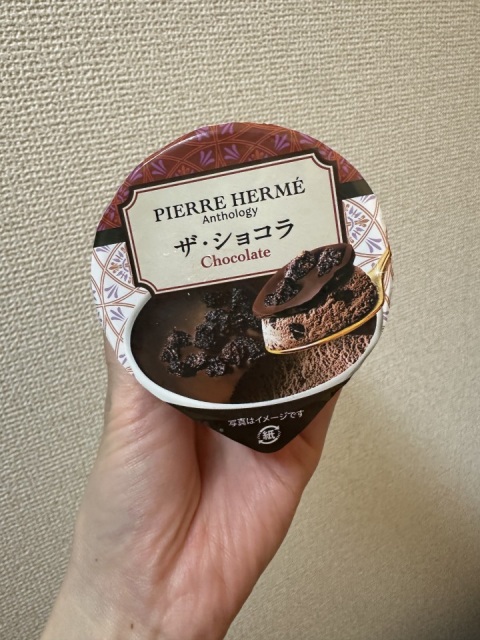 PIERRE HERMÉ
Anthology
ザ・ショコラ
Chocolate
写真はイメージです
紙